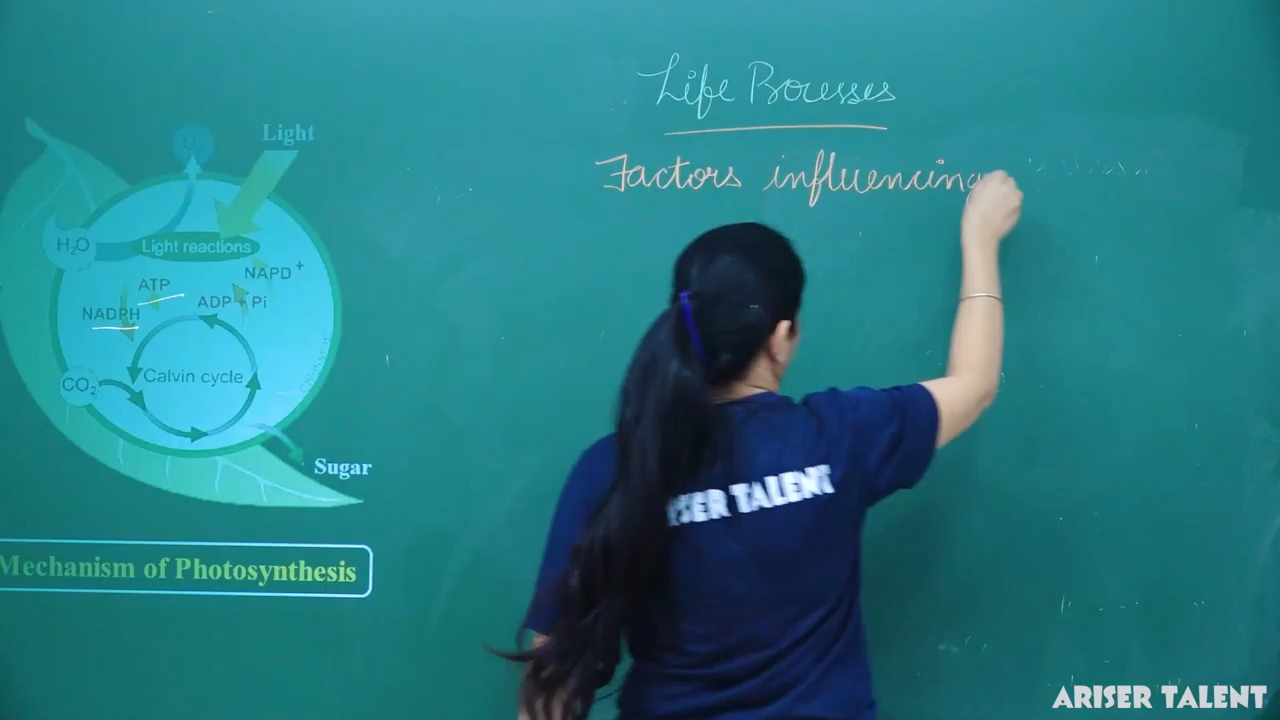 Life Processes
Factors influencing
Light
H₂O
Light reactions
NAPD⁺
ATP
ADP + Pi
NADPH
Calvin cycle
CO₂
Sugar
Mechanism of Photosynthesis
ARISER TALENT
ARISER TALENT